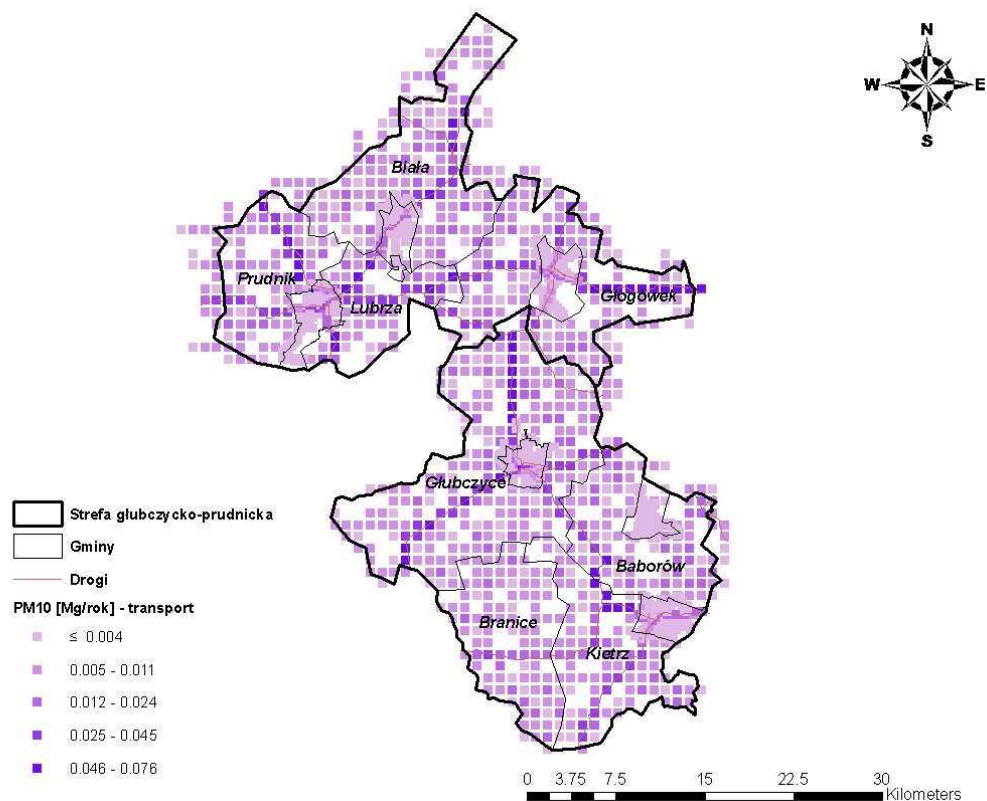 N
W E
S
Biała
Prudnik
Lubrza
Głogówek
Głubczyce
Baborów
Branice
Kietrz
Strefa głubczycko-prudnicka
Gminy
Drogi
PM10 [Mg/rok] - transport
≤ 0.004
0.005 - 0.011
0.012 - 0.024
0.025 - 0.045
0.046 - 0.076
0 3.75 7.5 15 22.5 30
Kilometers